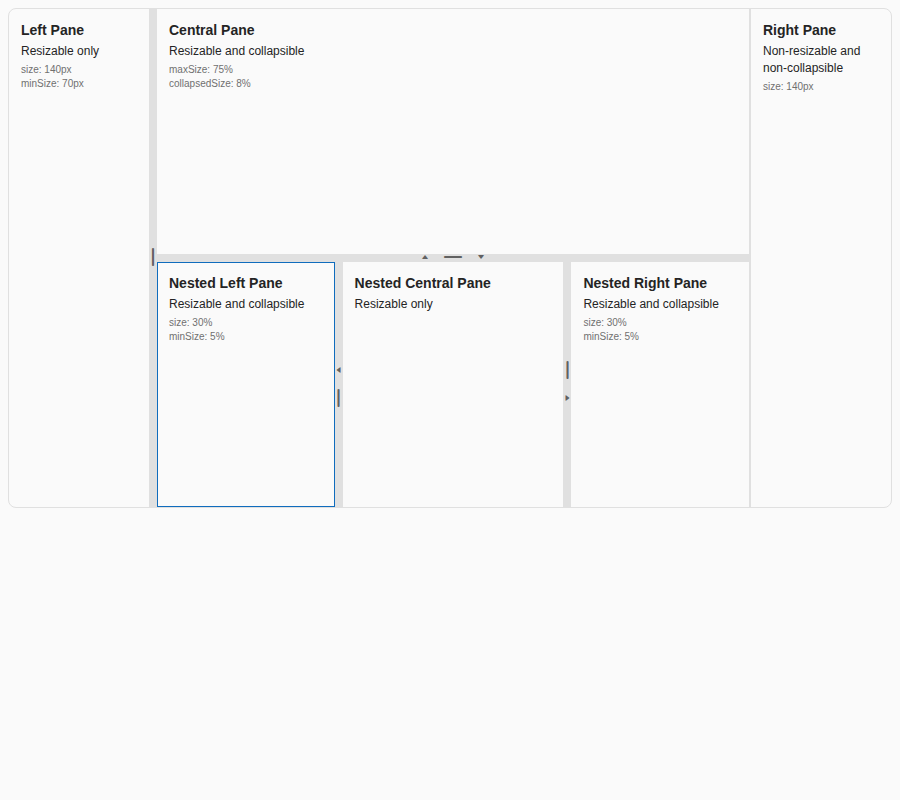 Left Pane
Resizable only
size: 140px
minSize: 70px
Central Pane
Resizable and collapsible
maxSize: 75%
collapsedSize: 8%
Right Pane
Non-resizable and
non-collapsible
size: 140px
Nested Left Pane
Resizable and collapsible
size: 30%
minSize: 5%
Nested Central Pane
Resizable only
Nested Right Pane
Resizable and collapsible
size: 30%
minSize: 5%